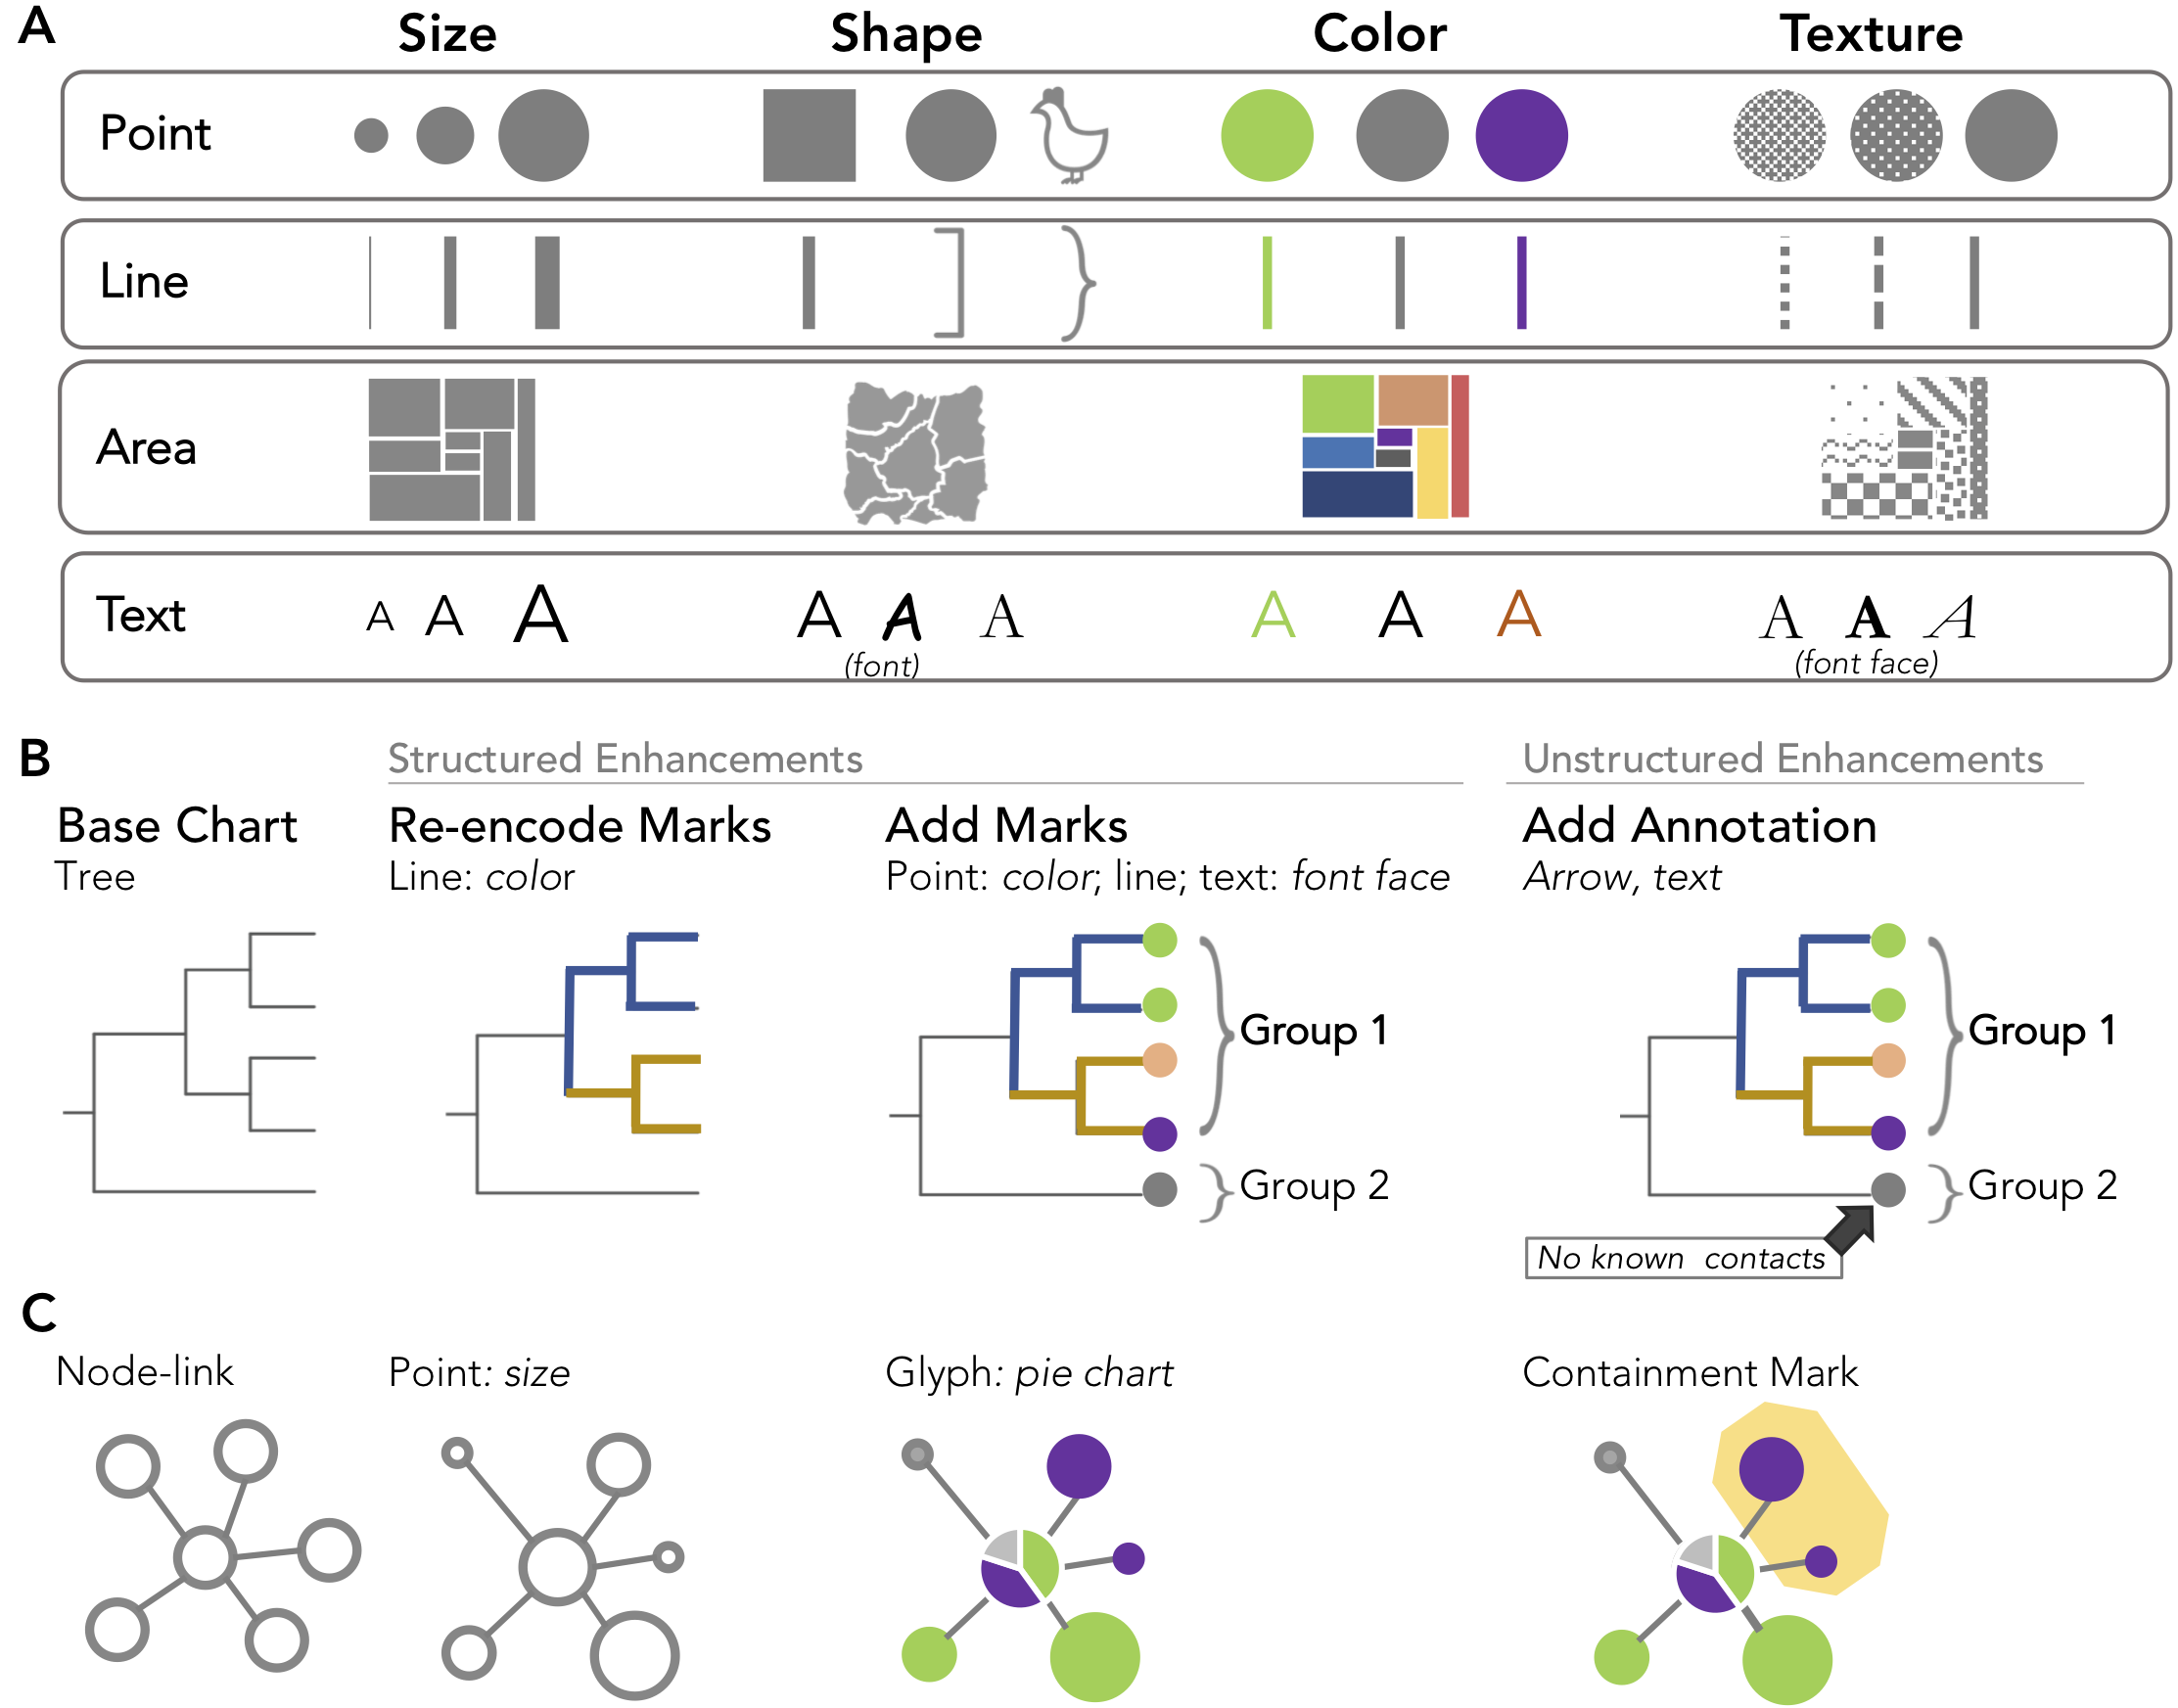 A
Size Shape Color Texture
Point
Line
Area
Text A A A A A A A A A A A A
(font) (font face)
B
Structured Enhancements Unstructured Enhancements
Base Chart Re-encode Marks Add Marks Add Annotation
Tree Line: color Point: color; line; text: font face Arrow, text
Group 1 Group 1
Group 2 Group 2
No known contacts
C
Node-link Point: size Glyph: pie chart Containment Mark